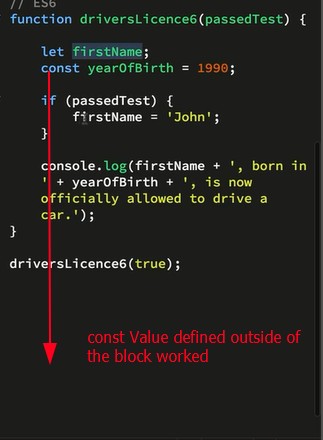 // ES6
function driversLicence6(passedTest) {
let firstName;
const yearOfBirth = 1990;
if (passedTest) {
firstName = 'John';
}
console.log(firstName + ', born in
' + yearOfBirth + ', is now
officially allowed to drive a
car.');
}
driversLicence6(true);
const Value defined outside of
the block worked